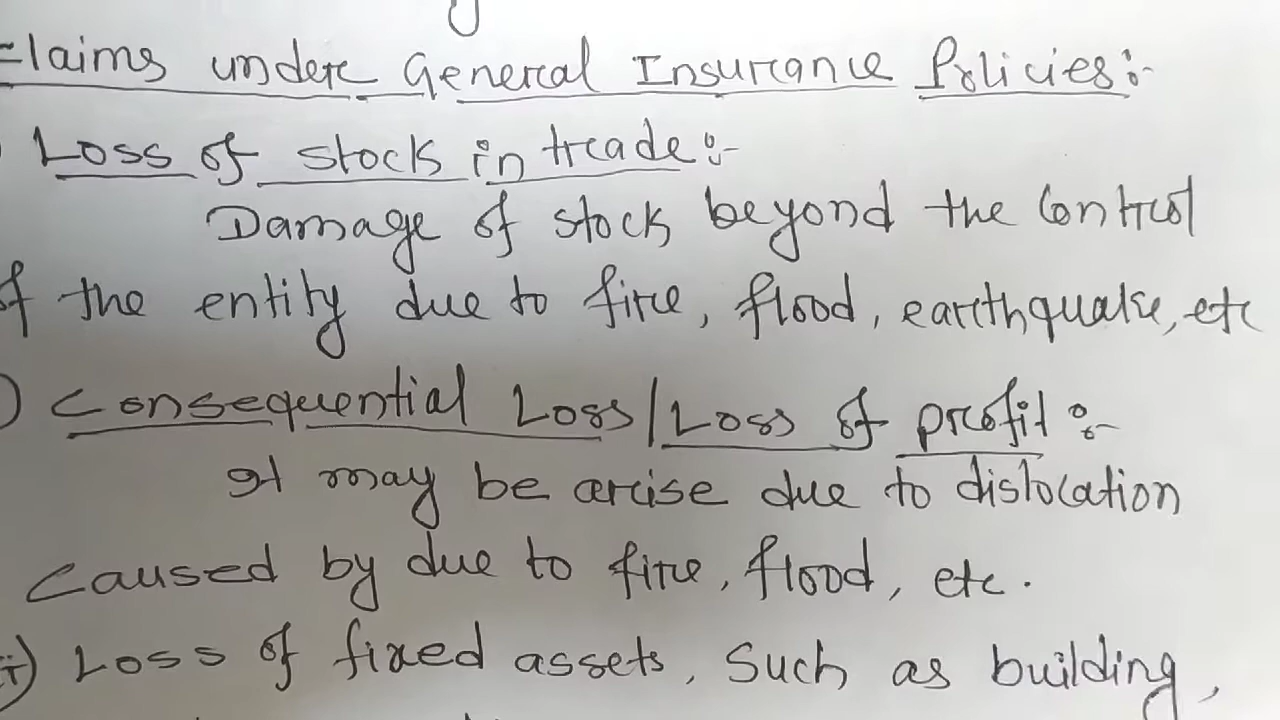 Claims under General Insurance Policies:-
Loss of stock in trade:-
Damage of stock beyond the Control
of the entity due to fire, flood, earthquake, etc
) Consequential Loss/Loss of profit:-
It may be arise due to dislocation
Caused by due to fire, flood, etc.
i) Loss of fixed assets, Such as building,